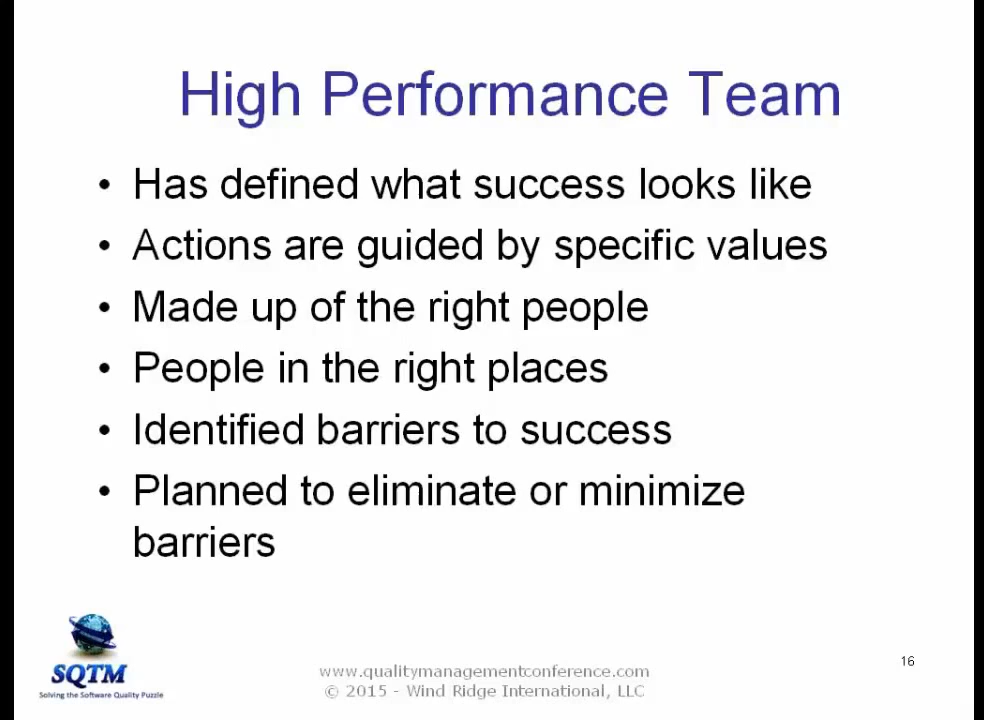 High Performance Team
• Has defined what success looks like
• Actions are guided by specific values
• Made up of the right people
• People in the right places
• Identified barriers to success
• Planned to eliminate or minimize
barriers
SQTM
Solving the Software Quality Puzzle
www.qualitymanagementconference.com
© 2015 - Wind Ridge International, LLC
16